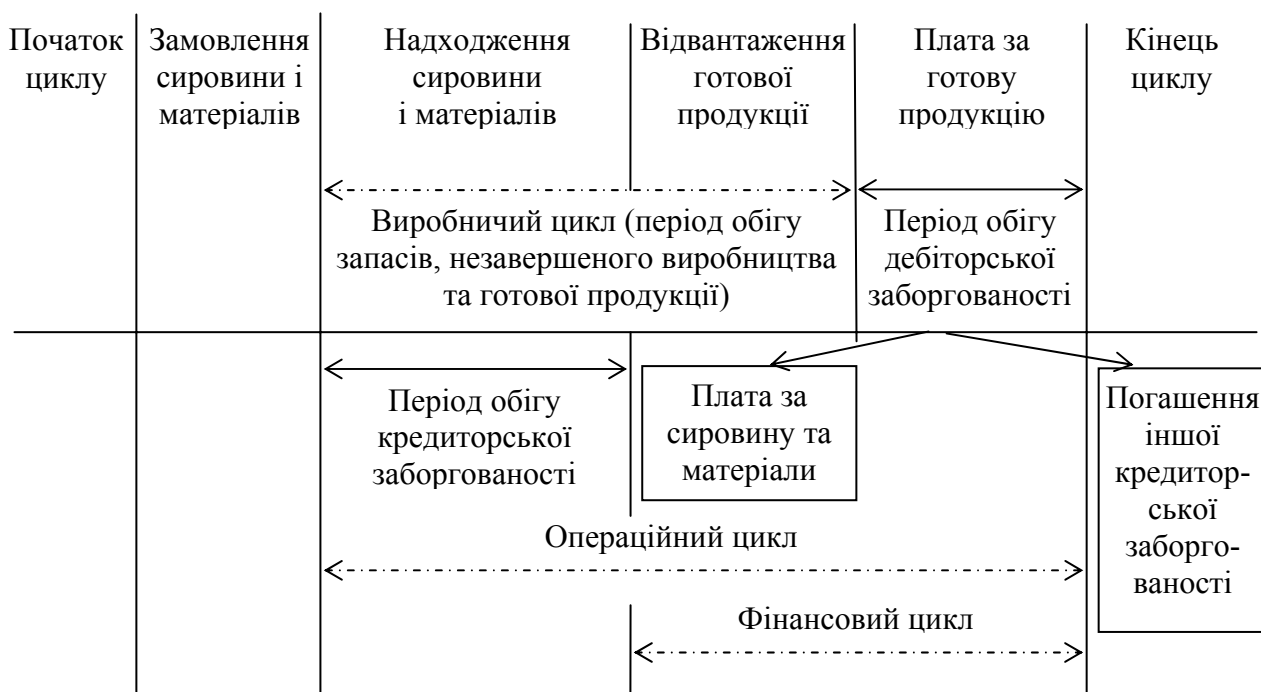 Початок
циклу
Замовлення
сировини і
матеріалів
Надходження
сировини
і матеріалів
Відвантаження
готової
продукції
Плата за
готову
продукцію
Кінець
циклу
Виробничий цикл (період обігу
запасів, незавершеного виробництва
та готової продукції)
Період обігу
дебіторської
заборгованості
Період обігу
кредиторської
заборгованості
Плата за
сировину та
матеріали
Погашення
іншої
кредитор-
ської
заборго-
ваності
Операційний цикл
Фінансовий цикл